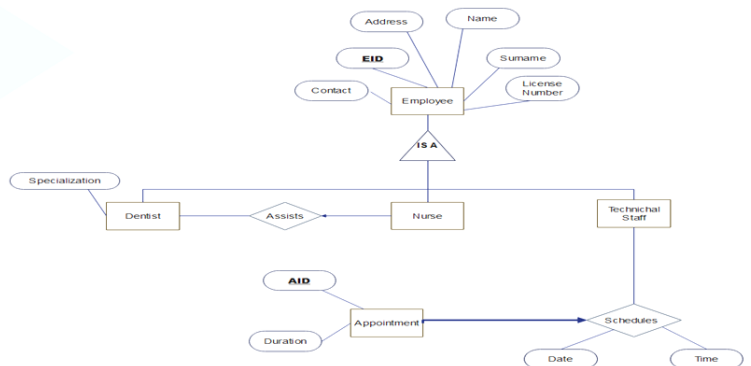 Address
Name
EID
Surname
Contact
License
Number
Employee
IS A
Specialization
Dentist
Assists
Nurse
Technichal
Staff
AID
Appointment
Schedules
Duration
Date
Time